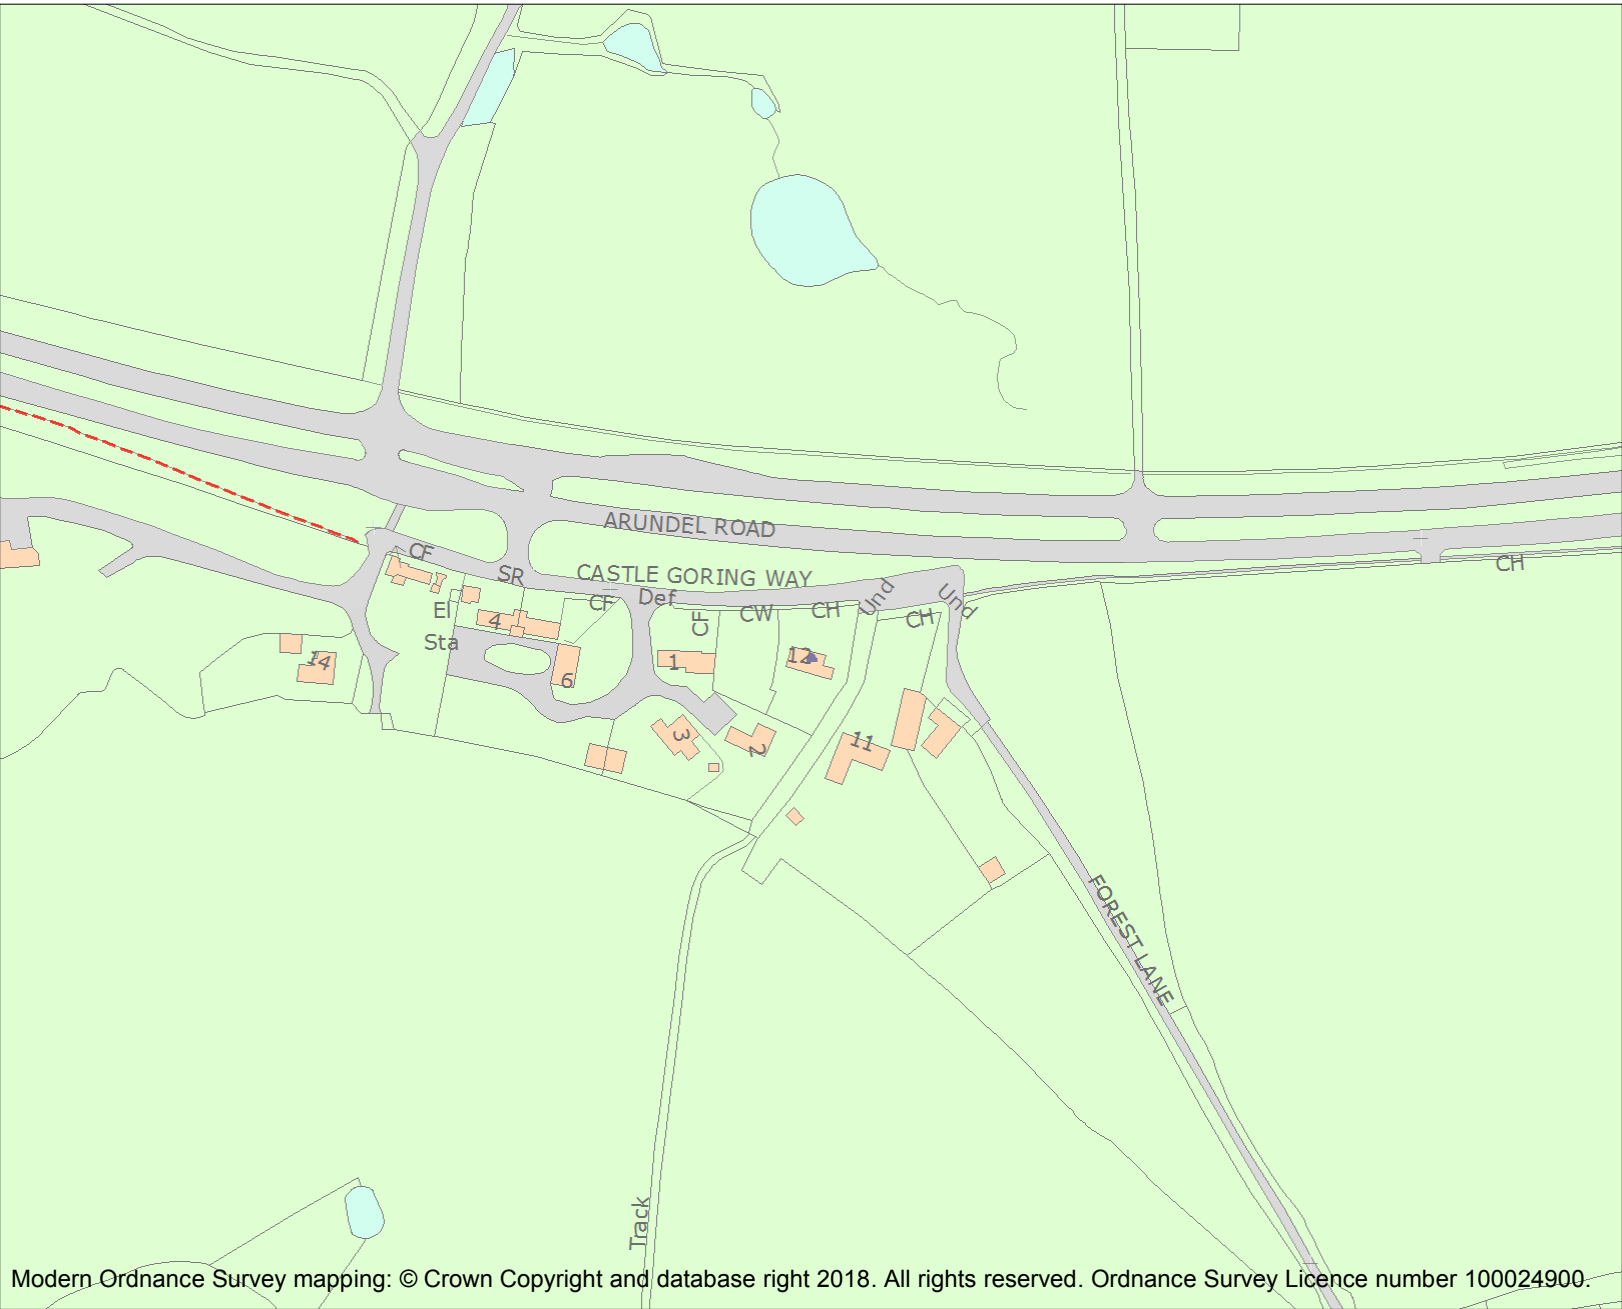 ARUNDEL ROAD
CF
SR
CASTLE GORING WAY
CH
El
Sta
4
CF
Def
CF
CW
CH
Und
CH
Und
14
6
1
12
3
2
11
FOREST LANE
Track
Modern Ordnance Survey mapping: © Crown Copyright and database right 2018. All rights reserved. Ordnance Survey Licence number 100024900.